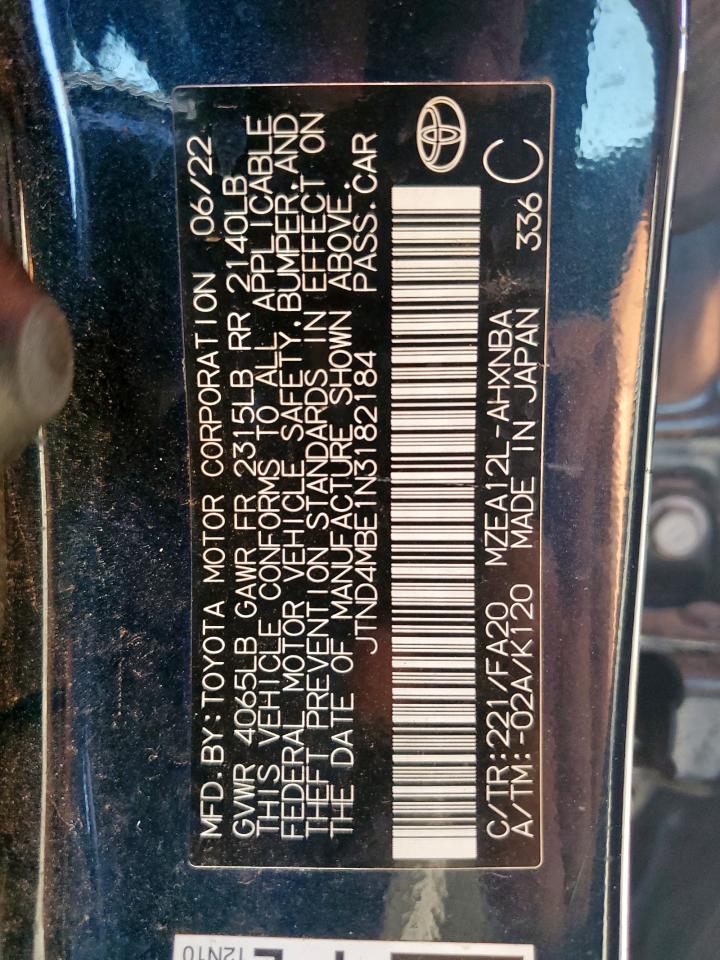 MFD.BY:TOYOTA MOTOR CORPORATION 06/22
GVWR 4065LB GAWR FR 2315LB RR 2140LB
THIS VEHICLE CONFORMS TO ALL APPLICABLE
FEDERAL MOTOR VEHICLE SAFETY,BUMPER,AND
THEFT PREVENTION STANDARDS IN EFFECT ON
THE DATE OF MANUFACTURE SHOWN ABOVE.
JTND4MBE1N3182184 PASS.CAR
C/TR:221/FA20 MZEA12L-AHXNBA 336 C
A/TM:-02A/K120 MADE IN JAPAN
12N10